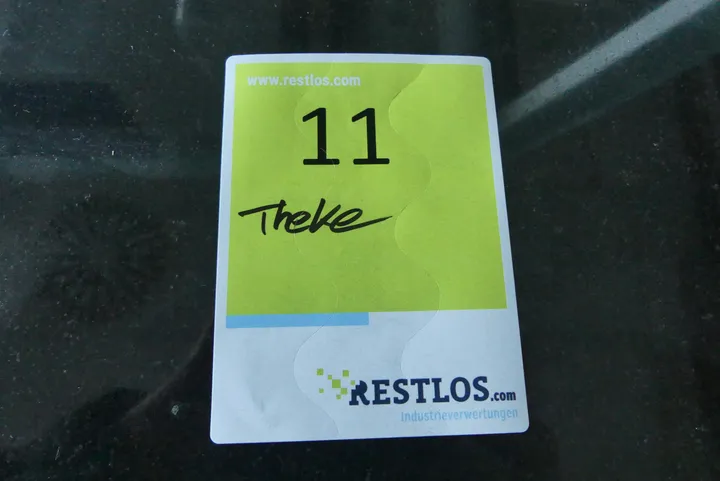 www.restlos.com
11
Theke
RESTLOS.com
industrieverwertungen